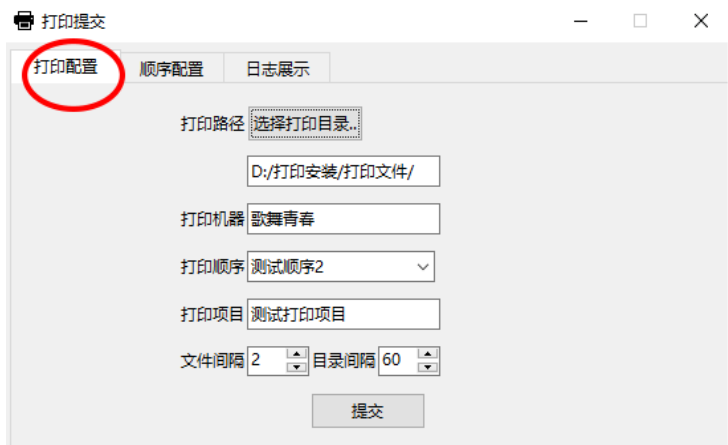 打印提交
打印配置 顺序配置 日志展示
打印路径 选择打印目录..
D:/打印安装/打印文件/
打印机器 歌舞青春
打印顺序 测试顺序2
打印项目 测试打印项目
文件间隔 2 目录间隔 60
提交